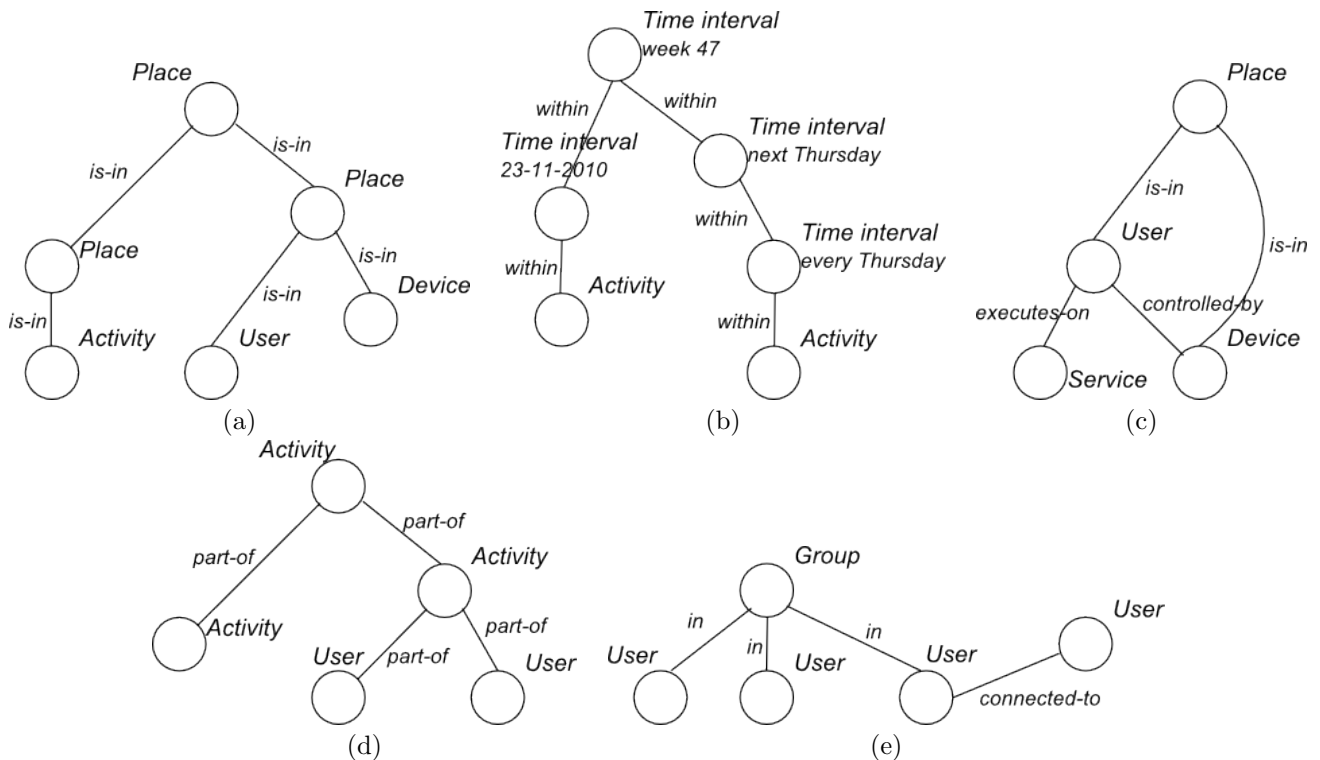 Place
is-in
is-in
Place
Place
is-in
is-in
Device
is-in
Activity
User
(a)
Time interval
week 47
within
within
Time interval
23-11-2010
Time interval
next Thursday
within
Time interval
every Thursday
within
Activity
within
Activity
(b)
Place
is-in
User
is-in
executes-on
controlled-by
Service
Device
(c)
Activity
part-of
part-of
Activity
Activity
part-of
User
part-of
User
(d)
Group
in
in
in
User
User
User
User
connected-to
(e)